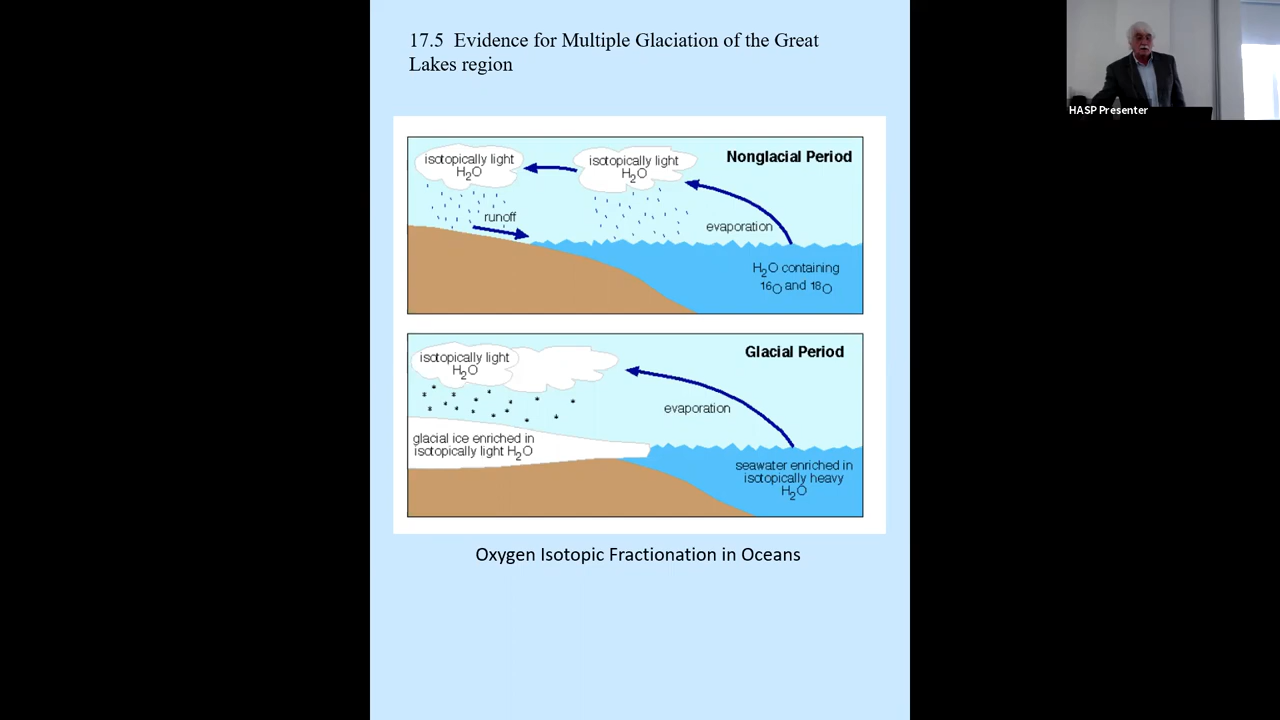 17.5  Evidence for Multiple Glaciation of the Great
Lakes region
HASP Presenter
isotopically light
H2O
isotopically light
H2O
Nonglacial Period
runoff
evaporation
H2O containing
16O and 18O
isotopically light
H2O
Glacial Period
evaporation
glacial ice enriched in
isotopically light H2O
seawater enriched in
isotopically heavy
H2O
Oxygen Isotopic Fractionation in Oceans